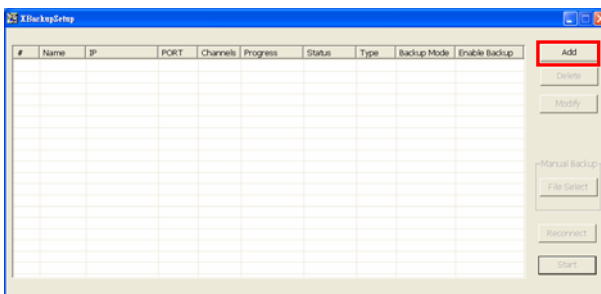 XBackupSetup
# Name IP PORT Channels Progress Status Type Backup Mode Enable Backup
Add
Delete
Modify
Manual Backup
File Select
Reconnect
Start